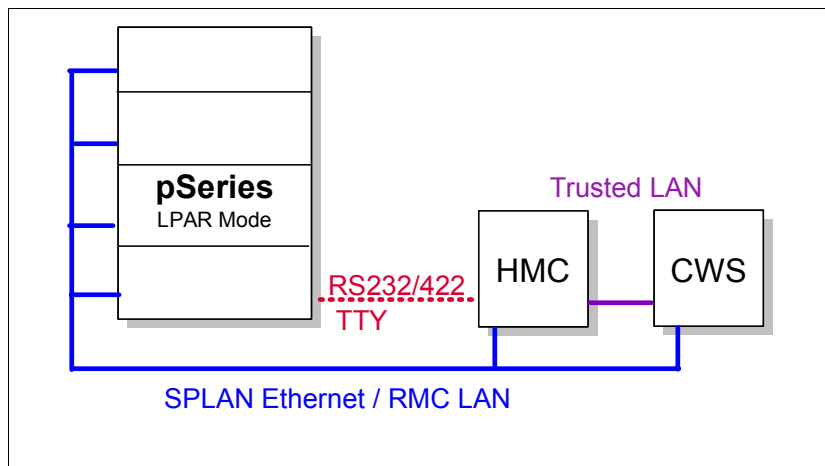 pSeries
LPAR Mode
Trusted LAN
HMC
CWS
RS232/422
TTY
SPLAN Ethernet / RMC LAN